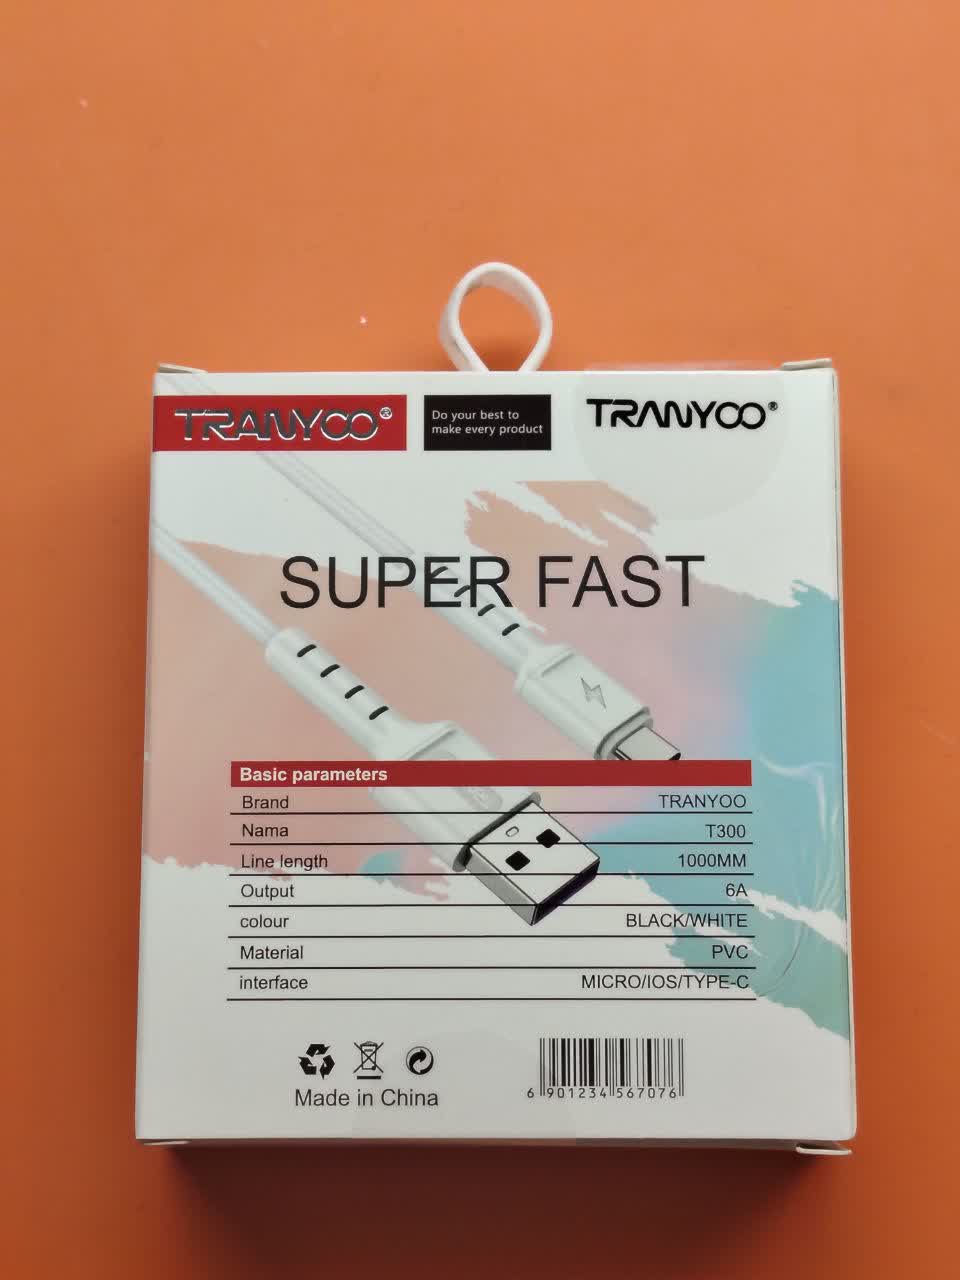 TRANYOO®
Do your best to
make every product
TRANYOO®
SUPER FAST
Basic parameters
Brand TRANYOO
Nama T300
Line length 1000MM
Output 6A
colour BLACK/WHITE
Material PVC
interface MICRO/IOS/TYPE-C
Made in China
6 901234 567076